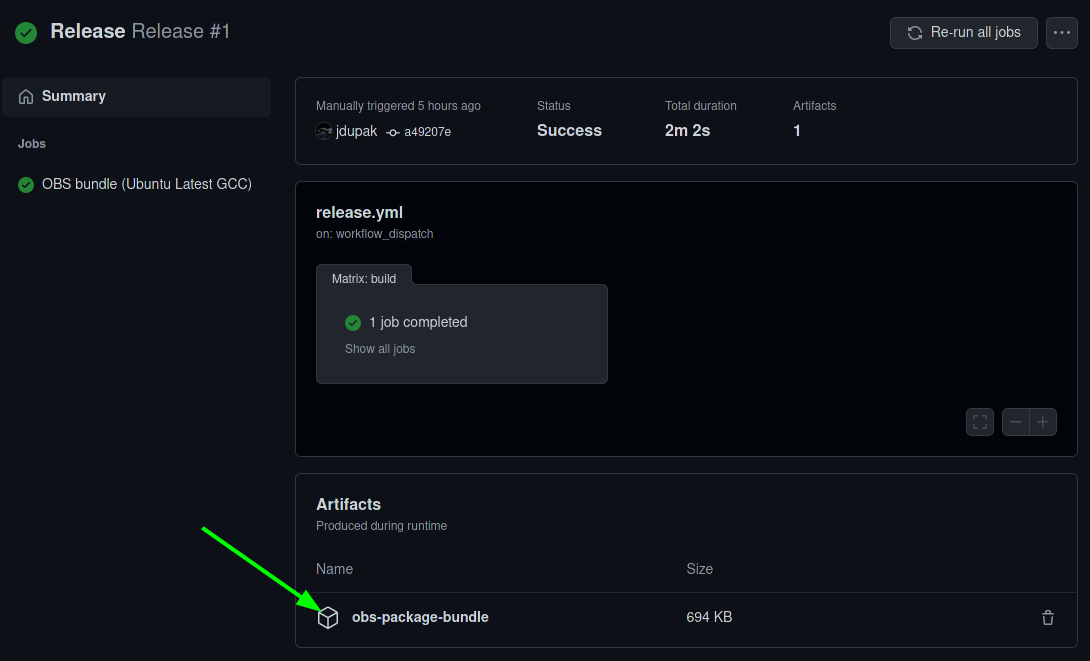 Release Release #1
Re-run all jobs
Summary
Jobs
OBS bundle (Ubuntu Latest GCC)
Manually triggered 5 hours ago
jdupak a49207e
Status
Success
Total duration
2m 2s
Artifacts
1
release.yml
on: workflow_dispatch
Matrix: build
1 job completed
Show all jobs
Artifacts
Produced during runtime
Name Size
obs-package-bundle 694 KB